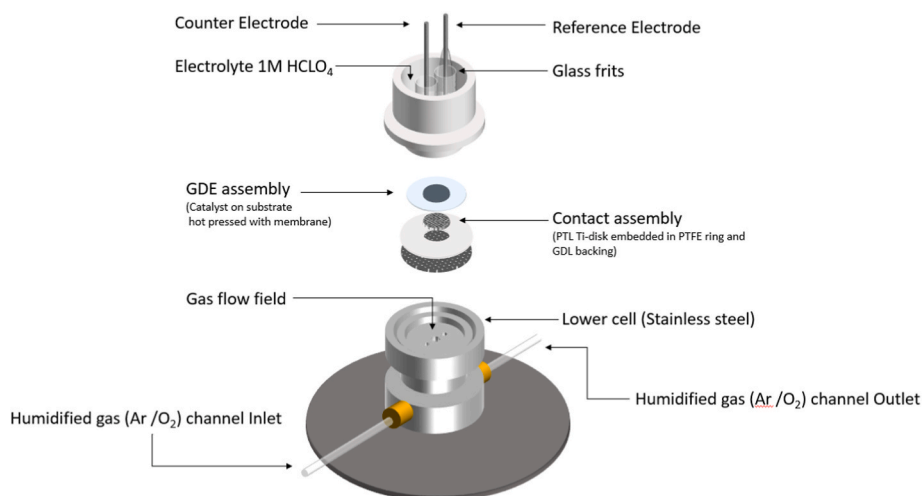 Counter Electrode
Reference Electrode
Electrolyte 1M HCLO₄
Glass frits
GDE assembly
(Catalyst on substrate
hot pressed with membrane)
Contact assembly
(PTL Ti-disk embedded in PTFE ring and
GDL backing)
Gas flow field
Lower cell (Stainless steel)
Humidified gas (Ar /O₂) channel Outlet
Humidified gas (Ar /O₂) channel Inlet